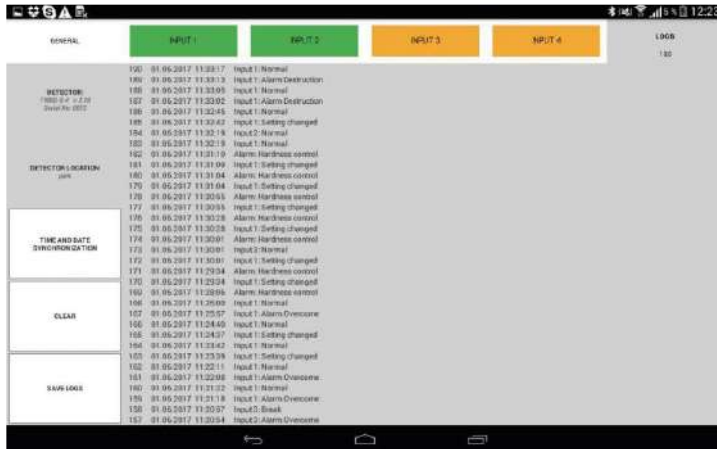 12:23
GENERAL
INPUT 1
INPUT 2
INPUT 3
INPUT 4
LOGS
190
DETECTOR
DETECTOR LOCATION
TIME AND DATE
SYNCHRONIZATION
CLEAR
SAVE LOGS
190 01.06.2017 11:33:17 Input 1: Normal
189 01.06.2017 11:33:13 Input 1: Alarm Destruction
188 01.06.2017 11:33:05 Input 1: Normal
187 01.06.2017 11:33:02 Input 1: Alarm Destruction
186 01.06.2017 11:32:45 Input 1: Normal
185 01.06.2017 11:32:42 Input 1: Setting changed
184 01.06.2017 11:32:19 Input 2: Normal
183 01.06.2017 11:32:19 Input 1: Normal
182 01.06.2017 11:31:10 Alarm: Hardness control
181 01.06.2017 11:31:09 Input 1: Setting changed
180 01.06.2017 11:31:04 Alarm: Hardness control
179 01.06.2017 11:31:04 Input 1: Setting changed
178 01.06.2017 11:30:55 Alarm: Hardness control
177 01.06.2017 11:30:55 Input 1: Setting changed
176 01.06.2017 11:30:28 Alarm: Hardness control
175 01.06.2017 11:30:28 Input 1: Setting changed
174 01.06.2017 11:30:01 Alarm: Hardness control
173 01.06.2017 11:30:01 Input 2: Normal
172 01.06.2017 11:30:01 Input 1: Setting changed
171 01.06.2017 11:29:34 Alarm: Hardness control
170 01.06.2017 11:29:34 Input 1: Setting changed
169 01.06.2017 11:28:06 Alarm: Hardness control
168 01.06.2017 11:26:00 Input 1: Normal
167 01.06.2017 11:25:57 Input 1: Alarm Overcome
166 01.06.2017 11:24:40 Input 1: Normal
165 01.06.2017 11:24:37 Input 1: Setting changed
164 01.06.2017 11:23:42 Input 1: Normal
163 01.06.2017 11:23:39 Input 1: Setting changed
162 01.06.2017 11:22:11 Input 1: Normal
161 01.06.2017 11:22:08 Input 1: Alarm Overcome
160 01.06.2017 11:21:22 Input 1: Normal
159 01.06.2017 11:21:18 Input 1: Alarm Overcome
158 01.06.2017 11:20:57 Input 2: Break
157 01.06.2017 11:20:54 Input 2: Alarm Overcome